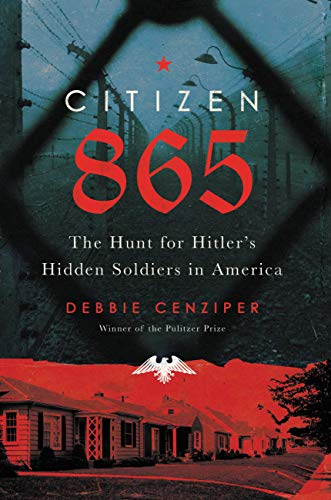 CITIZEN
865
The Hunt for Hitler's
Hidden Soldiers in America
DEBBIE CENZIPER
Winner of the Pulitzer Prize